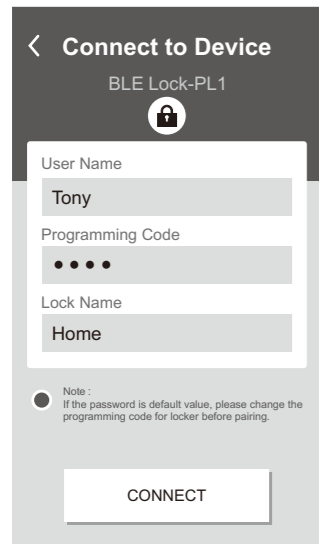 Connect to Device
BLE Lock-PL1
User Name
Tony
Programming Code
••••
Lock Name
Home
Note :
If the password is default value, please change the
programming code for locker before pairing.
CONNECT